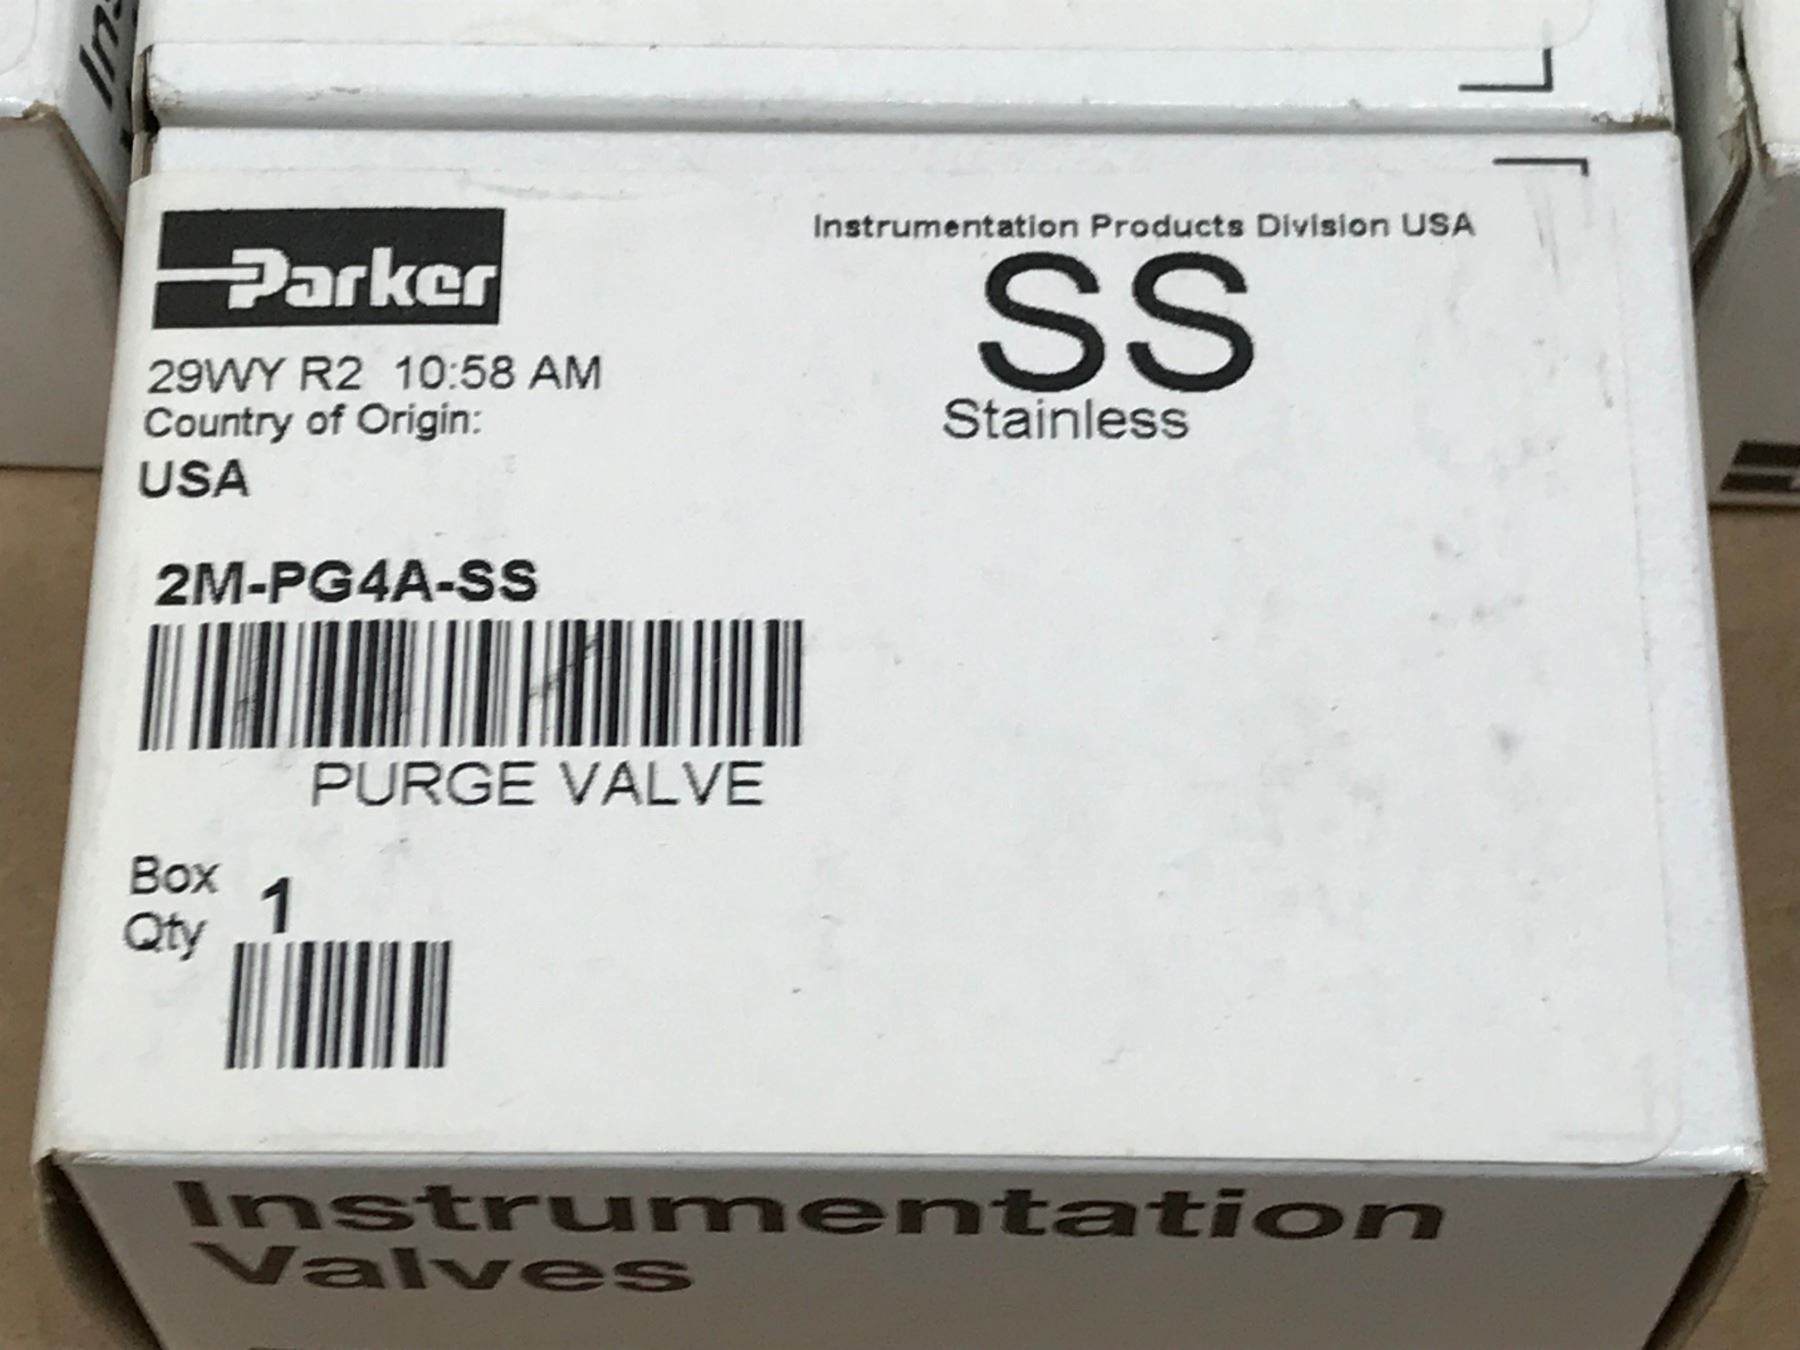 Parker
Instrumentation Products Division USA
SS
Stainless
29WY R2 10:58 AM
Country of Origin:
USA
2M-PG4A-SS
PURGE VALVE
Box
Qty 1
Instrumentation
Valves